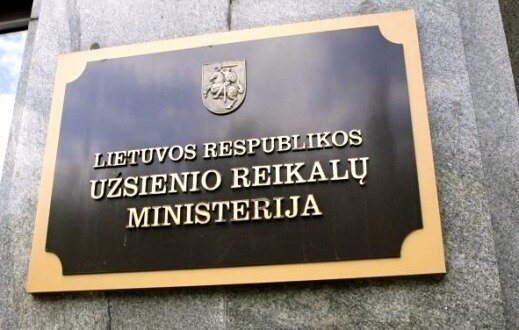 LIETUVOS RESPUBLIKOS
UŽSIENIO REIKALŲ
MINISTERIJA